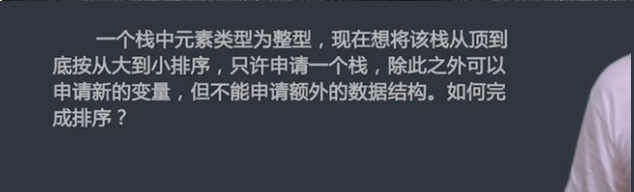 一个栈中元素类型为整型，现在想将该栈从顶到
底按从大到小排序，只许申请一个栈，除此之外可以
申请新的变量，但不能申请额外的数据结构。如何完
成排序？